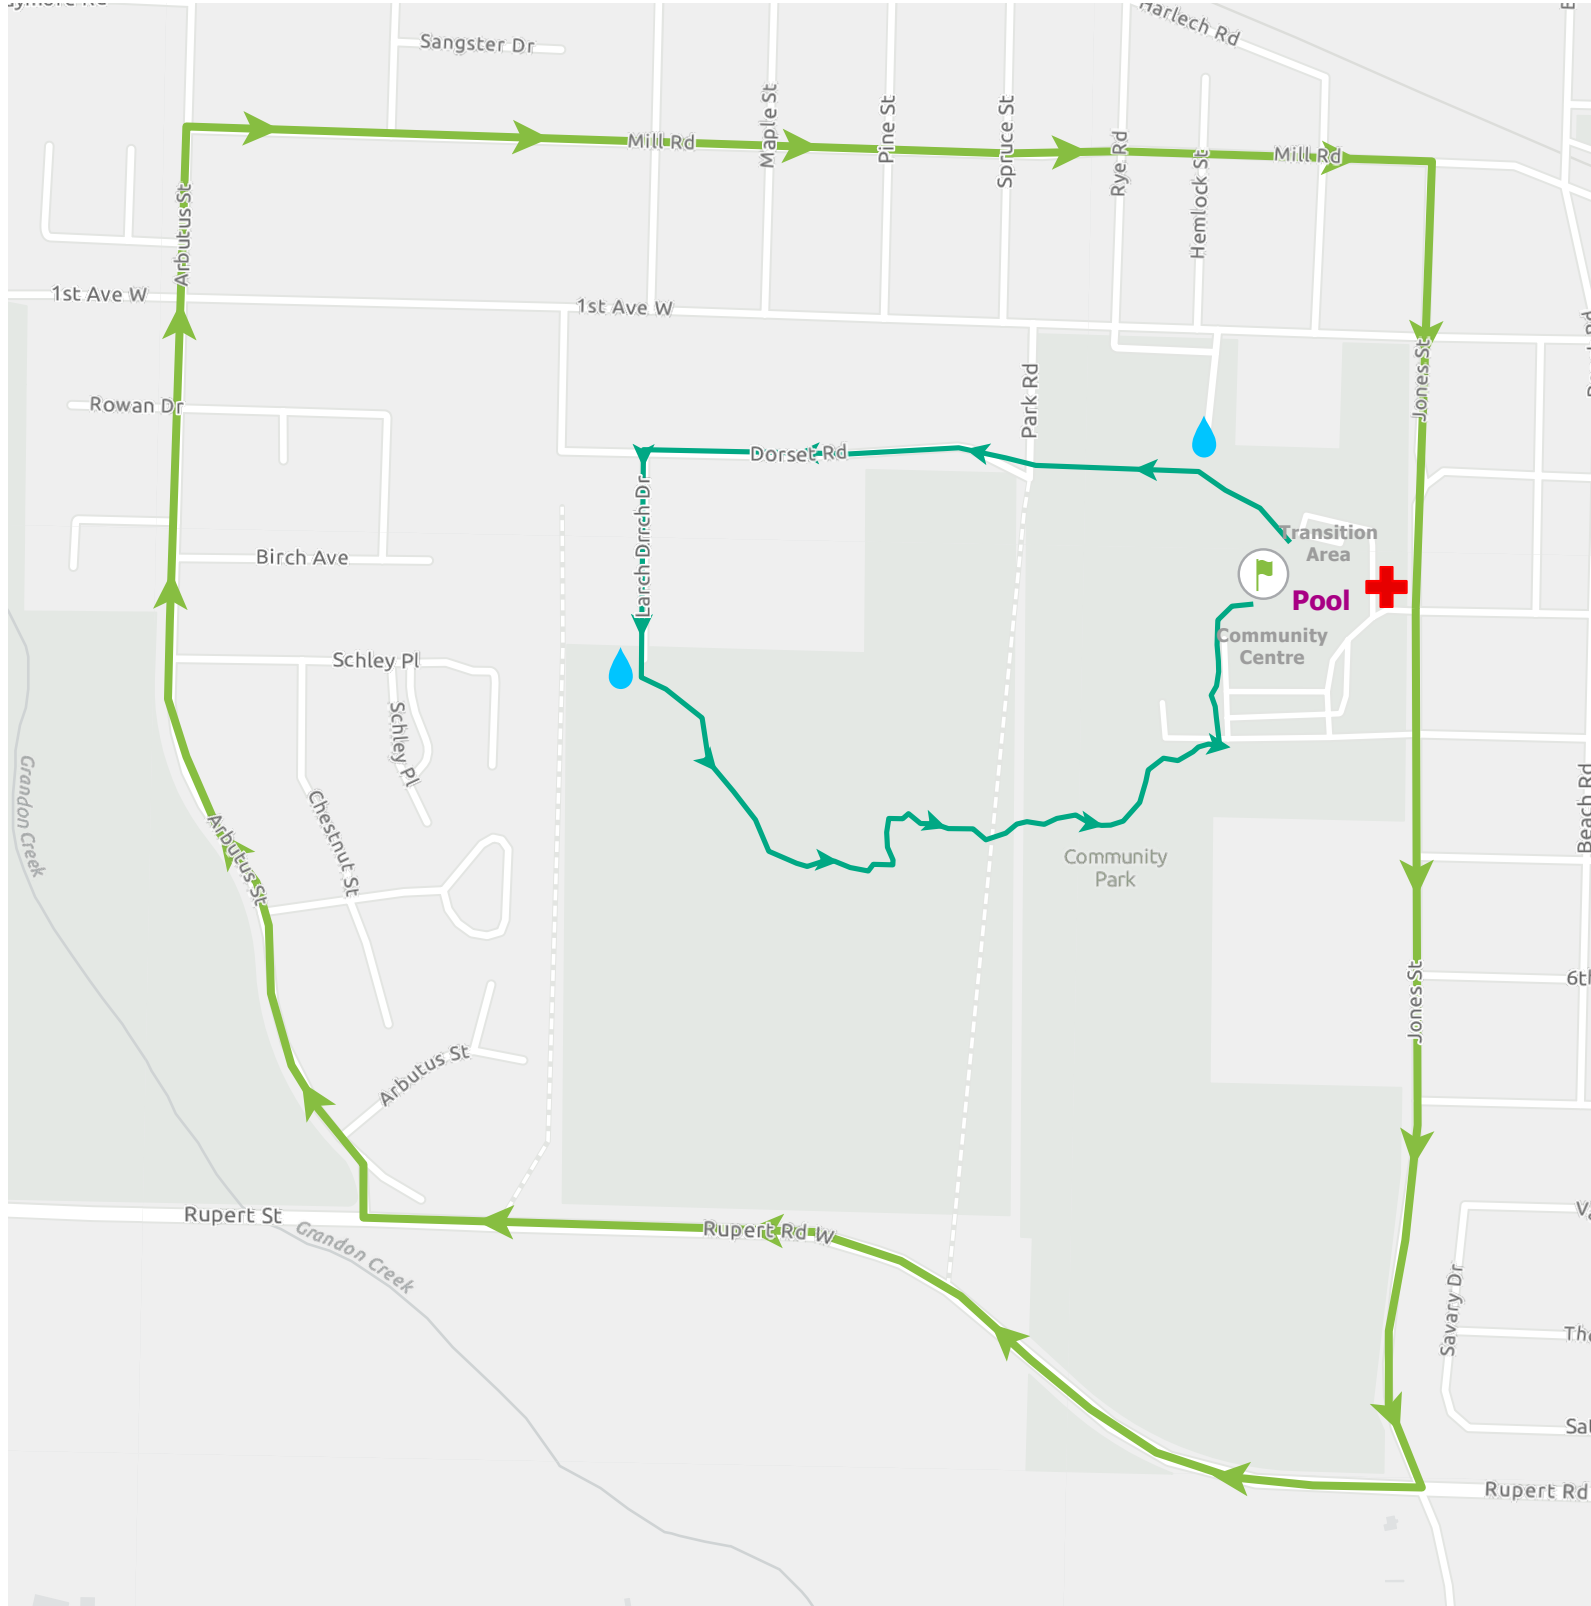 Sangster Dr
Harlech Rd
Maple St
Pine St
Spruce St
Rye Rd
Hemlock St
Mill Rd
Mill Rd
Arbutus St
1st Ave W
1st Ave W
Jones St
Park Rd
Rowan Dr
Dorset Rd
Larch Dr
Transition
Area
Birch Ave
Pool
Community
Centre
Schley Pl
Schley Pl
Grandon Creek
Chestnut St
Arbutus St
Beach Rd
Community
Park
Jones St
Arbutus St
Rupert St
Rupert Rd W
Grandon Creek
Savary Dr
Rupert Rd